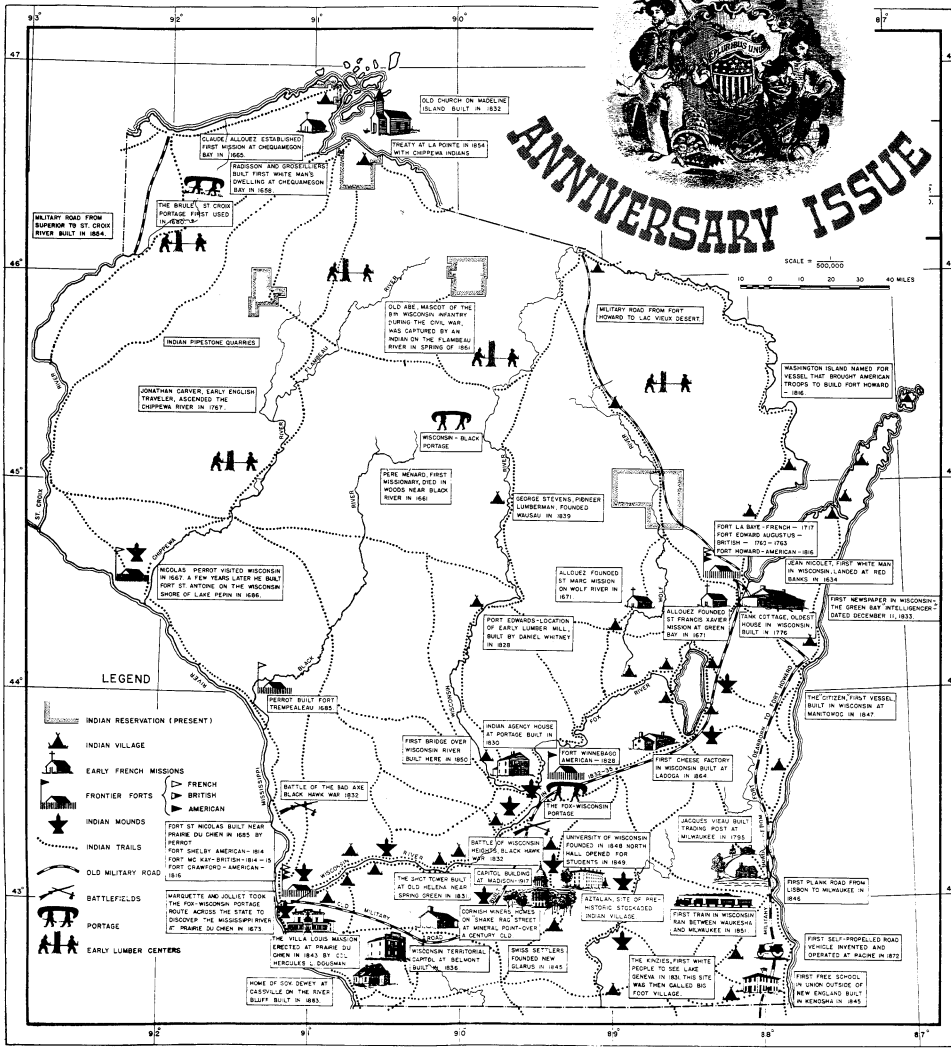 93°
92°
91°
90°
87°
47
PLURIBUS UNUM
ANNIVERSARY ISSUE
OLD CHURCH ON MADELINE
ISLAND BUILT IN 1832
CLAUDE ALLOUEZ ESTABLISHED
FIRST MISSION AT CHEQUAMEGON
BAY IN 1665.
TREATY AT LA POINTE IN 1854
WITH CHIPPEWA INDIANS
RADISSON AND GROSEILLIERS
BUILT FIRST WHITE MAN'S
DWELLING AT CHEQUAMEGON
BAY IN 1658.
THE BRULE, ST CROIX
PORTAGE FIRST USED
IN 1680.
MILITARY ROAD FROM
SUPERIOR TO ST. CROIX
RIVER BUILT IN 1854.
46°
SCALE = 1/500,000
10 0 10 20 30 40 MILES
OLD ABE, MASCOT OF THE
8TH WISCONSIN INFANTRY
DURING THE CIVIL WAR,
WAS CAPTURED BY AN
INDIAN ON THE FLAMBEAU
RIVER IN SPRING OF 1861
MILITARY ROAD FROM FORT
HOWARD TO LAC VIEUX DESERT.
INDIAN PIPESTONE QUARRIES
WASHINGTON ISLAND NAMED FOR
VESSEL THAT BROUGHT AMERICAN
TROOPS TO BUILD FORT HOWARD
- 1816.
JONATHAN CARVER, EARLY ENGLISH
TRAVELER, ASCENDED THE
CHIPPEWA RIVER IN 1767.
WISCONSIN - BLACK
PORTAGE
45°
PERE MENARD, FIRST
MISSIONARY, DIED IN
WOODS NEAR BLACK
RIVER IN 1661
GEORGE STEVENS, PIONEER
LUMBERMAN, FOUNDED
WAUSAU IN 1839
ST. CROIX
RIVER
CHIPPEWA
RIVER
FORT LA BAYE-FRENCH - 1717
FORT EDWARD AUGUSTUS -
BRITISH - 1762-1763
FORT HOWARD-AMERICAN-1816
JEAN NICOLET, FIRST WHITE MAN
IN WISCONSIN, LANDED AT RED
BANKS IN 1634
NICOLAS PERROT VISITED WISCONSIN
IN 1667. A FEW YEARS LATER HE BUILT
FORT ST. ANTOINE ON THE WISCONSIN
SHORE OF LAKE PEPIN IN 1686.
ALLOUEZ FOUNDED
ST MARC MISSION
ON WOLF RIVER IN
1671.
WOLF
FIRST NEWSPAPER IN WISCONSIN-
THE GREEN BAY INTELLIGENCER-
DATED DECEMBER 11, 1833.
PORT EDWARDS-LOCATION
OF EARLY LUMBER MILL,
BUILT BY DANIEL WHITNEY
IN 1828
ALLOUEZ FOUNDED
ST FRANCIS XAVIER
MISSION AT GREEN
BAY IN 1671
TANK COTTAGE, OLDEST
HOUSE IN WISCONSIN,
BUILT IN 1776
BLACK
RIVER
44°
PERROT BUILT FORT
TREMPEALEAU 1685.
WISCONSIN
FOX
RIVER
THE "CITIZEN," FIRST VESSEL,
BUILT IN WISCONSIN AT
MANITOWOC IN 1847
INDIAN AGENCY HOUSE
AT PORTAGE BUILT IN
1830
FIRST BRIDGE OVER
WISCONSIN RIVER
BUILT HERE IN 1850
FORT WINNEBAGO
AMERICAN - 1828
1832-35
FIRST CHEESE FACTORY
IN WISCONSIN BUILT AT
LADOGA IN 1864
THE FOX-WISCONSIN
PORTAGE
MISSISSIPPI
LEGEND
INDIAN RESERVATION (PRESENT)
INDIAN VILLAGE
EARLY FRENCH MISSIONS
FRONTIER FORTS
FRENCH
BRITISH
AMERICAN
INDIAN MOUNDS
INDIAN TRAILS
OLD MILITARY ROAD
BATTLEFIELDS
PORTAGE
EARLY LUMBER CENTERS
BATTLE OF THE BAD AXE
BLACK HAWK WAR 1832
FORT ST NICOLAS BUILT NEAR
PRAIRIE DU CHIEN IN 1685 BY
PERROT
FORT SHELBY AMERICAN-1814
FORT MC KAY-BRITISH-1814-15
FORT CRAWFORD-AMERICAN-
1816
MARQUETTE AND JOLLIET TOOK
THE FOX-WISCONSIN PORTAGE
ROUTE ACROSS THE STATE TO
DISCOVER THE MISSISSIPPI RIVER
AT PRAIRIE DU CHIEN IN 1673.
WISCONSIN RIVER
BATTLE OF WISCONSIN
HEIGHTS, BLACK HAWK
WAR 1832
UNIVERSITY OF WISCONSIN
FOUNDED IN 1848 NORTH
HALL OPENED FOR
STUDENTS IN 1849.
JACQUES VIEAU BUILT
TRADING POST AT
MILWAUKEE IN 1795.
THE SHOT TOWER BUILT
AT OLD HELENA NEAR
SPRING GREEN IN 1831.
CAPITOL BUILDING
AT MADISON-1917
43°
FIRST PLANK ROAD FROM
LISBON TO MILWAUKEE IN
1846
AZTALAN; SITE OF PRE-
HISTORIC STOCKADED
INDIAN VILLAGE.
OLD MILITARY
CORNISH MINERS HOMES
ON "SHAKE RAG" STREET
AT MINERAL POINT-OVER
A CENTURY OLD
FIRST TRAIN IN WISCONSIN
RAN BETWEEN WAUKESHA
AND MILWAUKEE IN 1851.
THE VILLA LOUIS MANSION
ERECTED AT PRAIRIE DU
CHIEN IN 1843 BY COL
HERCULES L. DOUSMAN
WISCONSIN TERRITORIAL
CAPITOL AT BELMONT
BUILT IN 1836
SWISS SETTLERS
FOUNDED NEW
GLARUS IN 1845
THE KINZIES, FIRST WHITE
PEOPLE TO SEE LAKE
GENEVA IN 1831. THIS SITE
WAS THEN CALLED BIG
FOOT VILLAGE.
FIRST SELF-PROPELLED ROAD
VEHICLE INVENTED AND
OPERATED AT RACINE IN 1872
HOME OF GOV. DEWEY AT
CASSVILLE ON THE RIVER
BLUFF BUILT IN 1883.
FIRST FREE SCHOOL
IN UNION OUTSIDE OF
NEW ENGLAND BUILT
IN KENOSHA IN 1845
92°
91°
90°
89°
88°